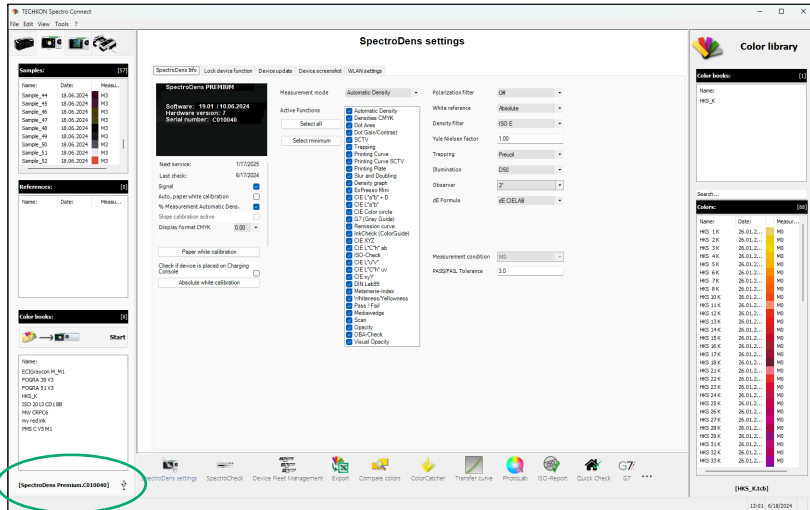 TECHKON Spectro Connect
File Edit View Tools ?
Samples: [57]
Name: Date: Measu...
Sample_44 18.06.2024 M3
Sample_45 18.06.2024 M3
Sample_46 18.06.2024 M3
Sample_47 18.06.2024 M3
Sample_48 18.06.2024 M3
Sample_49 18.06.2024 M3
Sample_50 18.06.2024 M3
Sample_51 18.06.2024 M3
Sample_52 18.06.2024 M3
References: [0]
Name: Date: Measu...
Color books: [8]
Start
Name:
ECIGraycon M_M1
FOGRA 39 V3
FOGRA 51 V3
HKS_K
ISO 2013 CD1 BB
MW CRPC6
my red ink
PMS C V5 M1
[SpectroDens Premium.CD10040]
SpectroDens settings
SpectroDens Info Lock device function Device update Device screenshot WLAN settings
SpectroDens PREMIUM
Software: 19.01 / 10.06.2024
Hardware version: 7
Serial number: CD10040
Next service: 1/17/2025
Last check: 6/17/2024
Signal
Auto. paper white calibration
% Measurement Automatic Dens.
Slope calibration active
Display format CMYK 0.00
Paper white calibration
Check if device is placed on Charging
Console
Absolute white calibration
Measurement mode Automatic Density
Active Functions
Select all
Select minimum
Automatic Density
Densities CMYK
Dot Area
Dot Gain/Contrast
SCTV
Trapping
Printing Curve
Printing Curve SCTV
Printing Plate
Slur and Doubling
Density graph
ExPresso Mini
CIE L*a*b* + D
CIE L*a*b*
CIE Color circle
G7 (Gray Guide)
Remission curve
InkCheck (ColorGuide)
CIE XYZ
CIE L*C*h* ab
ISO-Check
CIE L*u*v*
CIE L*C*h* uv
CIE xyY
DIN Lab99
Metamerie-Index
Whiteness/Yellowness
Pass / Fail
Mediawedge
Scan
Opacity
OBA-Check
Visual Opacity
Polarization filter Off
White reference Absolute
Density filter ISO E
Yule Nielsen factor 1.00
Trapping Preucil
Illumination D50
Observer 2°
dE Formula dE CIELAB
Measurement condition M0
PASS/FAIL Tolerance 3.0
SpectroDens settings SpectroCheck Device Fleet Management Export Compare colors ColorCatcher Transfer curve PhotoLab ISO-Report Quick Check G7
Color library
Color books: [1]
Name:
HKS_K
Search...
Colors: [88]
Name: Date: Measur...
HKS 1 K 26.01.2... M0
HKS 2 K 26.01.2... M0
HKS 3 K 26.01.2... M0
HKS 4 K 26.01.2... M0
HKS 5 K 26.01.2... M0
HKS 6 K 26.01.2... M0
HKS 7 K 26.01.2... M0
HKS 8 K 26.01.2... M0
HKS 10 K 26.01.2... M0
HKS 11 K 26.01.2... M0
HKS 12 K 26.01.2... M0
HKS 13 K 26.01.2... M0
HKS 14 K 26.01.2... M0
HKS 15 K 26.01.2... M0
HKS 16 K 26.01.2... M0
HKS 17 K 26.01.2... M0
HKS 18 K 26.01.2... M0
HKS 21 K 26.01.2... M0
HKS 22 K 26.01.2... M0
HKS 23 K 26.01.2... M0
HKS 24 K 26.01.2... M0
HKS 25 K 26.01.2... M0
HKS 26 K 26.01.2... M0
HKS 27 K 26.01.2... M0
HKS 28 K 26.01.2... M0
HKS 29 K 26.01.2... M0
HKS 31 K 26.01.2... M0
HKS 32 K 26.01.2... M0
HKS 33 K 26.01.2... M0
[HKS_K.tcb]
13:01 6/18/2024